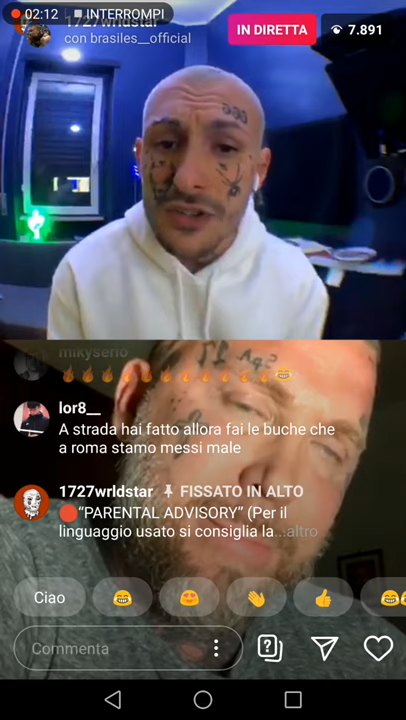 02:12 INTERROMPI
1727wrldstar
con brasiles__official
IN DIRETTA
7.891
mikyserio
lor8__
A strada hai fatto allora fai le buche che
a roma stamo messi male
1727wrldstar FISSATO IN ALTO
"PARENTAL ADVISORY" (Per il
linguaggio usato si consiglia la...altro
Ciao
Commenta